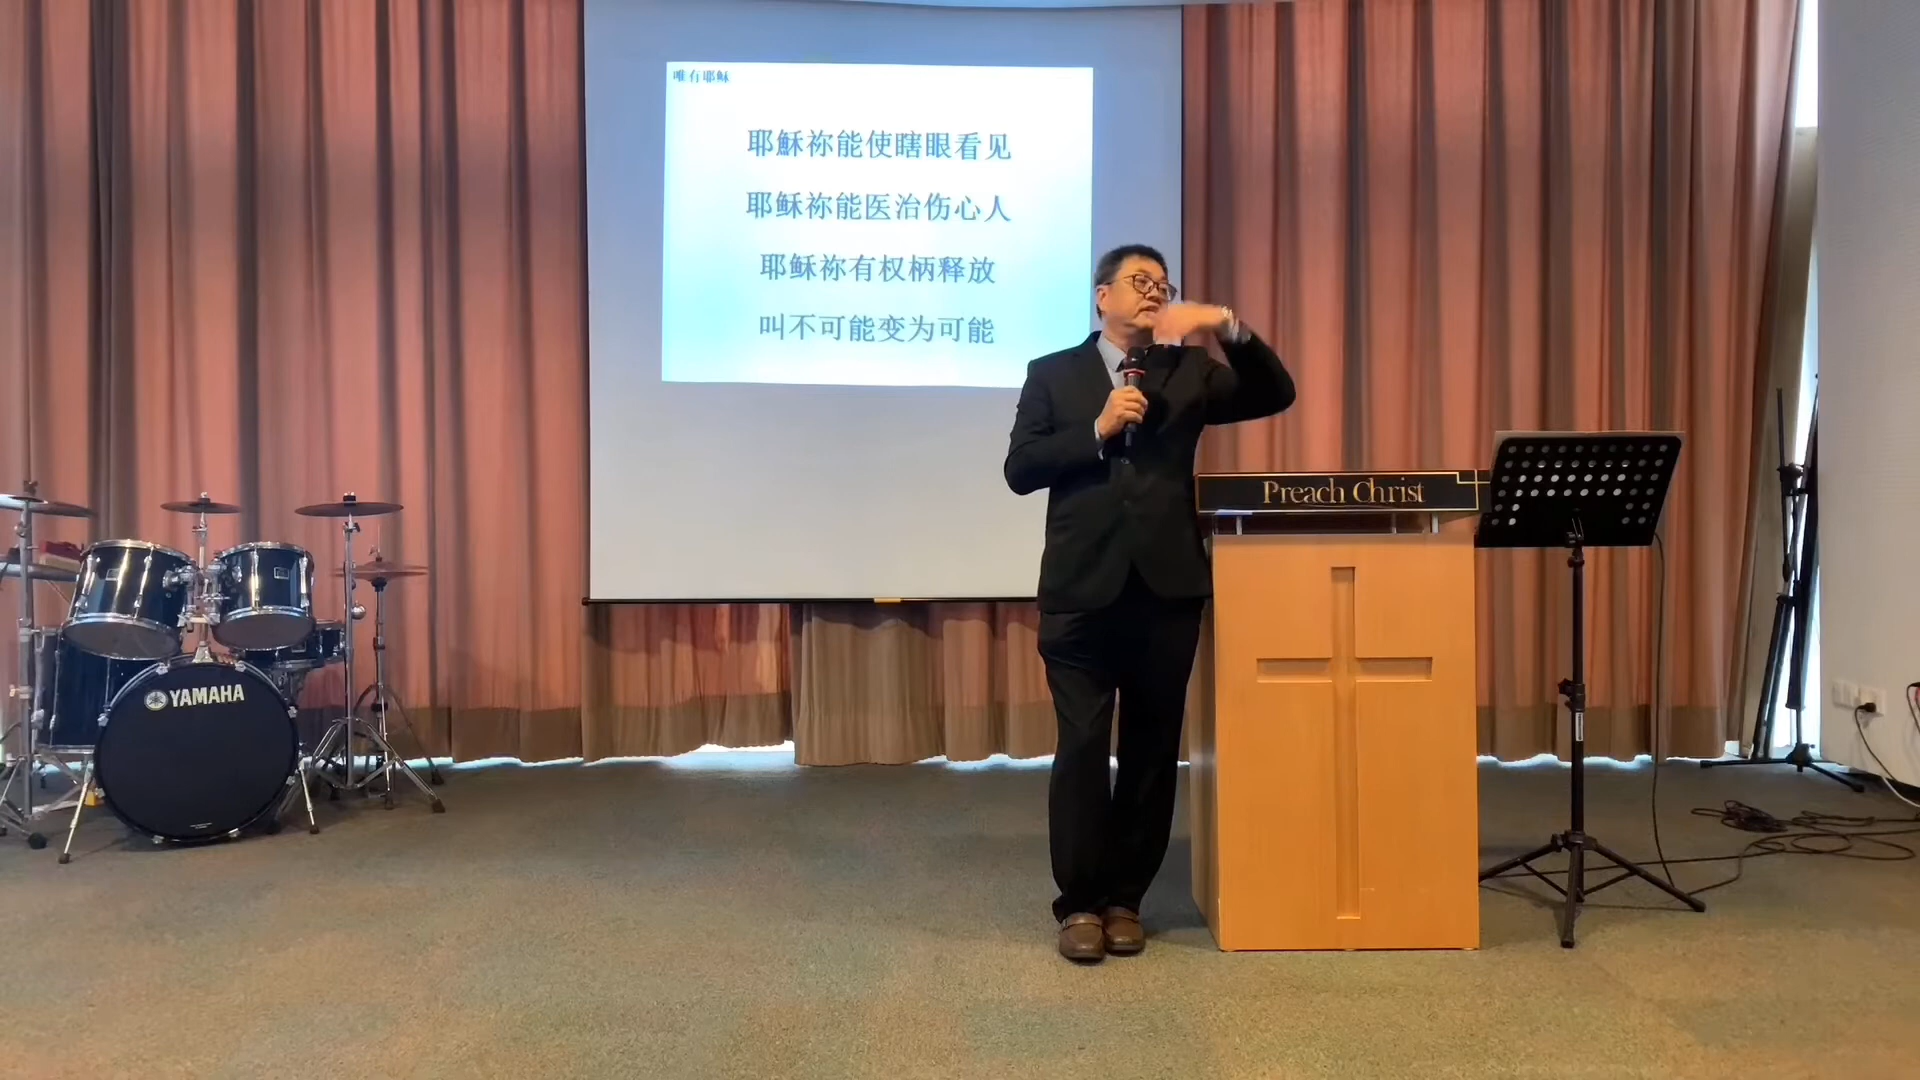 唯有耶稣
耶穌祢能使瞎眼看见
耶稣祢能医治伤心人
耶稣祢有权柄释放
叫不可能变为可能
Preach Christ
YAMAHA